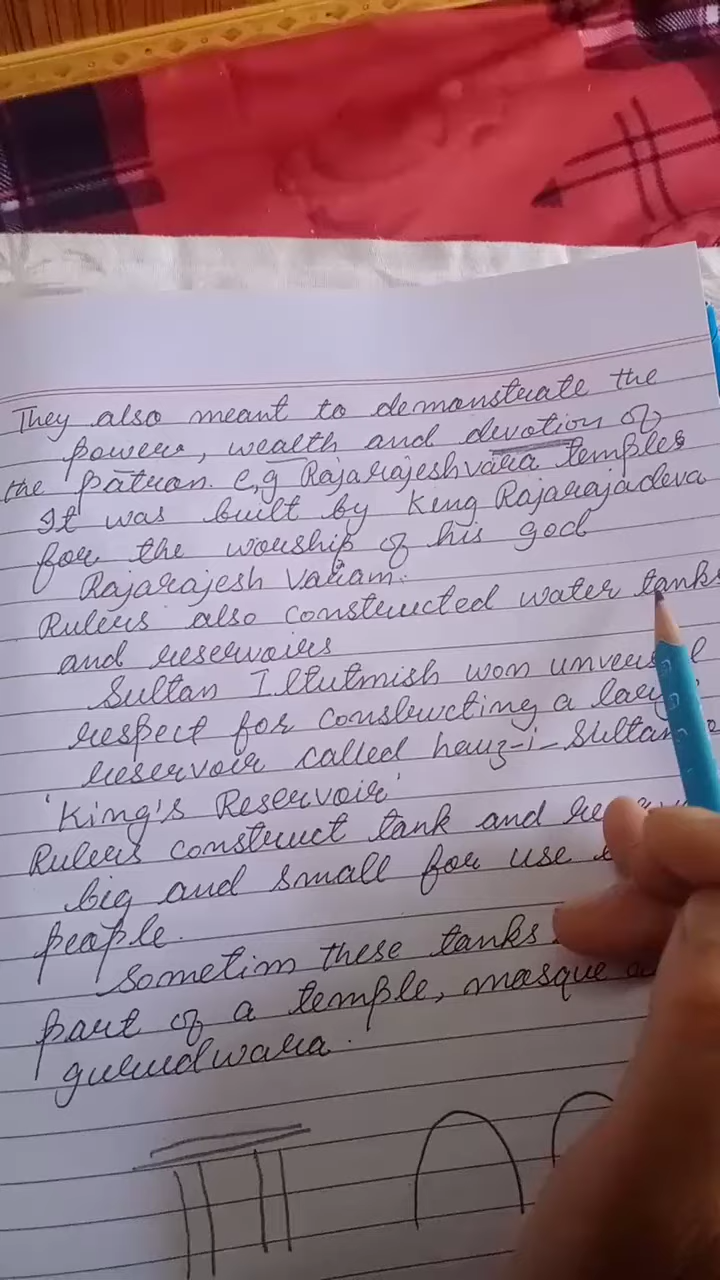 They also meant to demonstrate the
power, wealth and devotion of
the patron. e,g Rajarajeshvara temples
It was built by King Rajarajadeva
for the worship of his god
Rajarajesh varam.
Rulers also constructed water tanks
and reservoirs
Sultan Iltutmish won
respect for constructing a
reservoir called hauz-i-Sultan
'King's Reservoir'
Rulers construct tank and
big and small for use
people.
Sometim these tanks
part of a temple, masque
gurudwara.